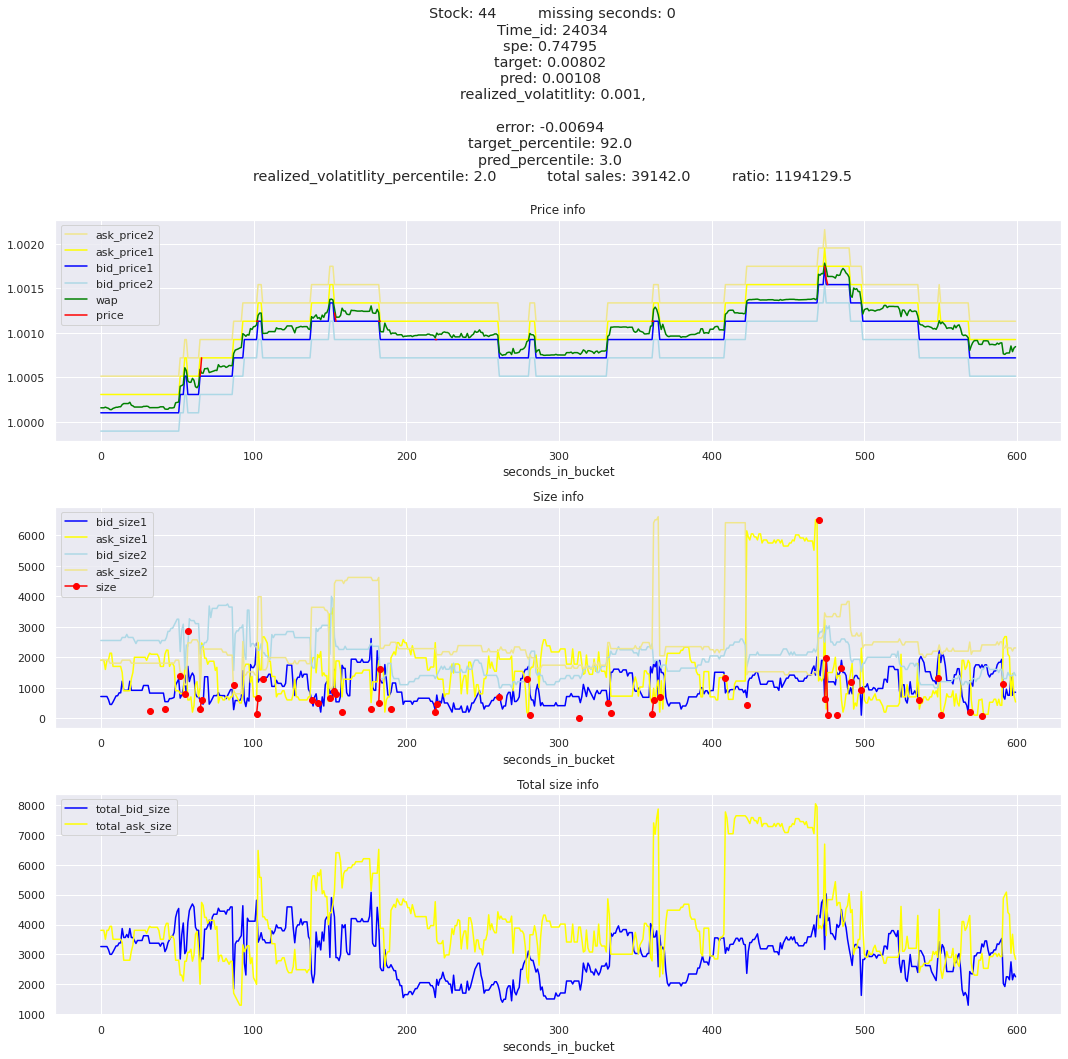 Stock: 44 missing seconds: 0
Time_id: 24034
spe: 0.74795
target: 0.00802
pred: 0.00108
realized_volatitlity: 0.001,
error: -0.00694
target_percentile: 92.0
pred_percentile: 3.0
realized_volatitlity_percentile: 2.0 total sales: 39142.0 ratio: 1194129.5
Price info
ask_price2
ask_price1
bid_price1
bid_price2
wap
price
1.0020
1.0015
1.0010
1.0005
1.0000
0 100 200 300 400 500 600
seconds_in_bucket
Size info
bid_size1
ask_size1
bid_size2
ask_size2
size
6000
5000
4000
3000
2000
1000
0
0 100 200 300 400 500 600
seconds_in_bucket
Total size info
total_bid_size
total_ask_size
8000
7000
6000
5000
4000
3000
2000
1000
0 100 200 300 400 500 600
seconds_in_bucket